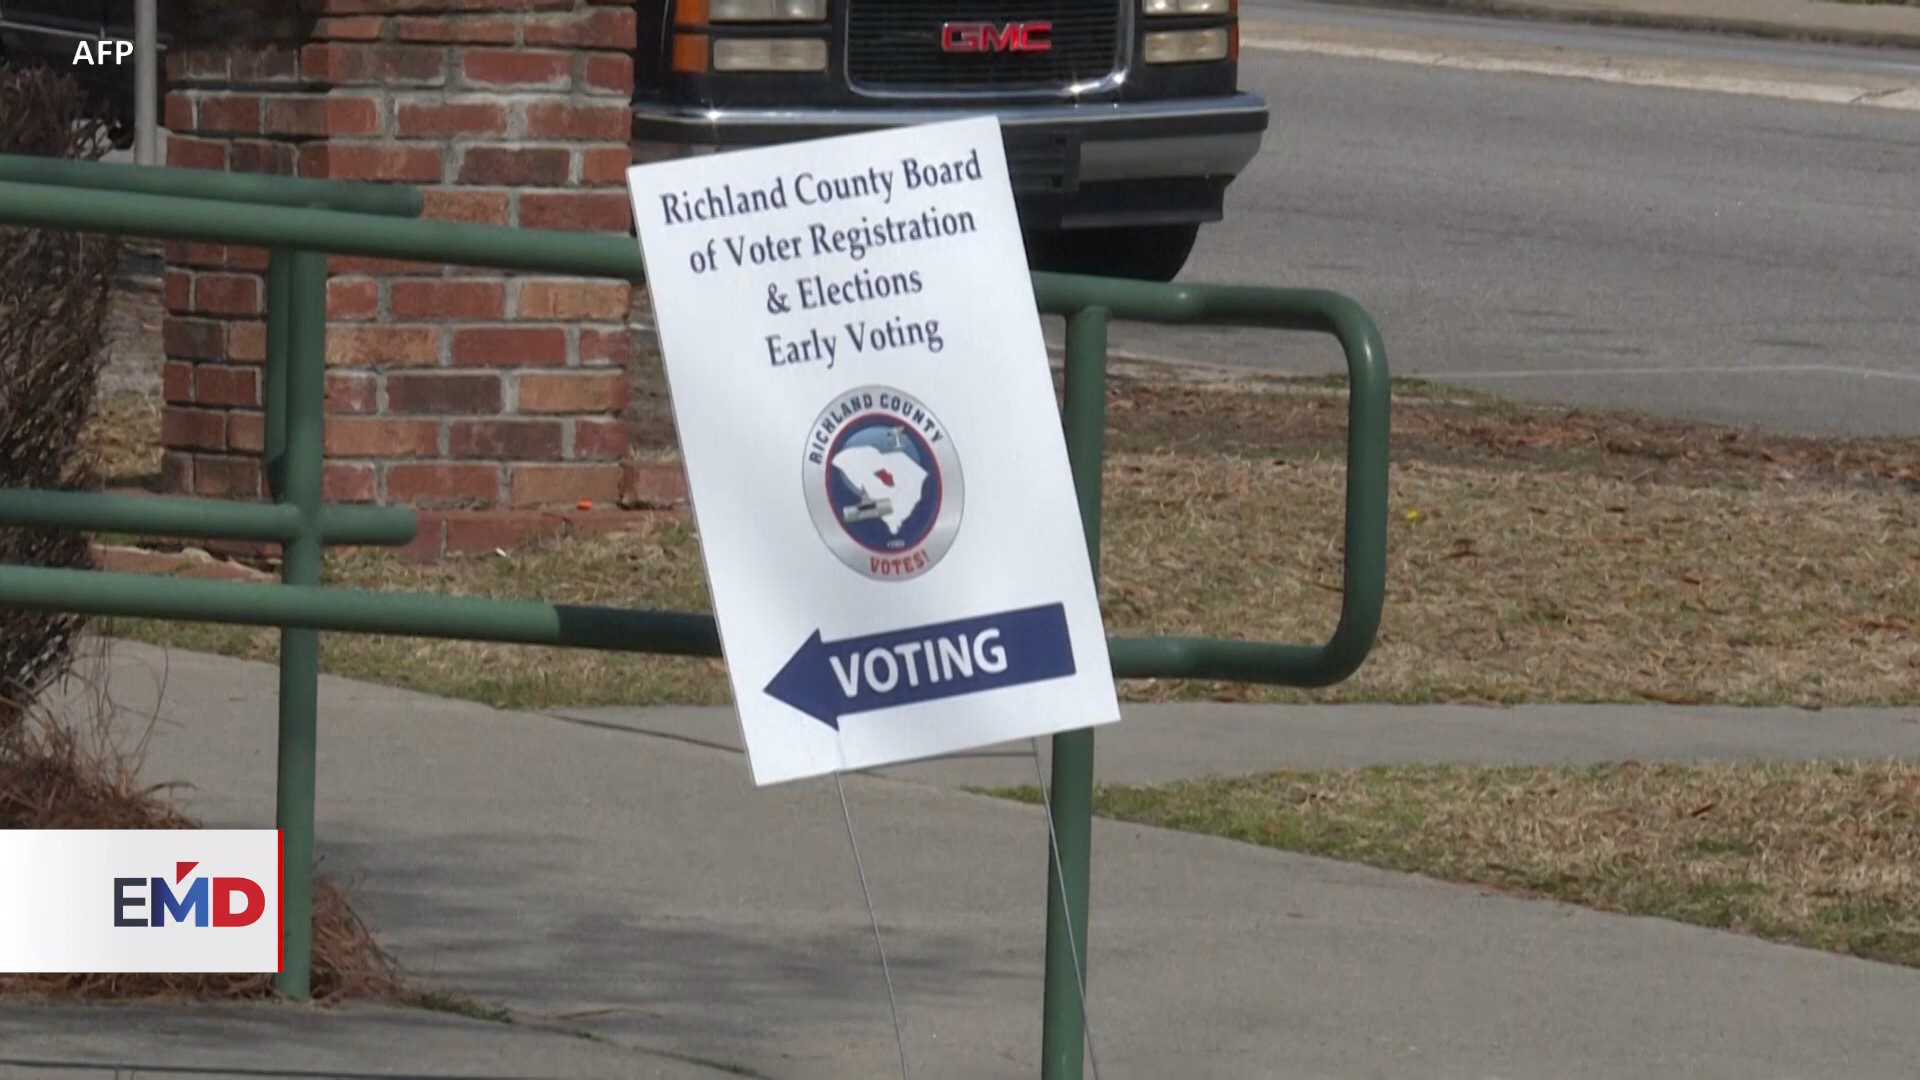 AFP
GMC
Richland County Board
of Voter Registration
& Elections
Early Voting
RICHLAND COUNTY
VOTES!
VOTING
EMD